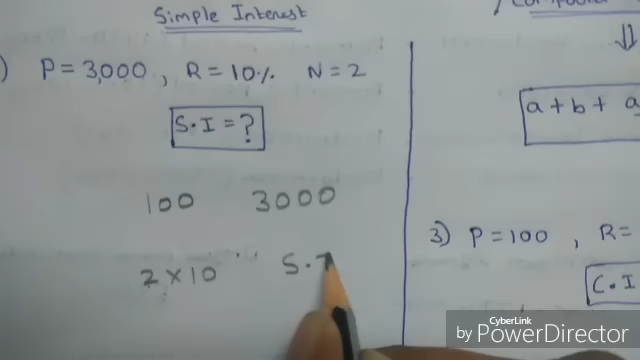 Simple Interest
) P = 3,000 , R = 10% N = 2
S.I = ?
100 3000
2 × 10 S.I
a + b + a
3) P = 100 , R =
C.I
CyberLink
by PowerDirector